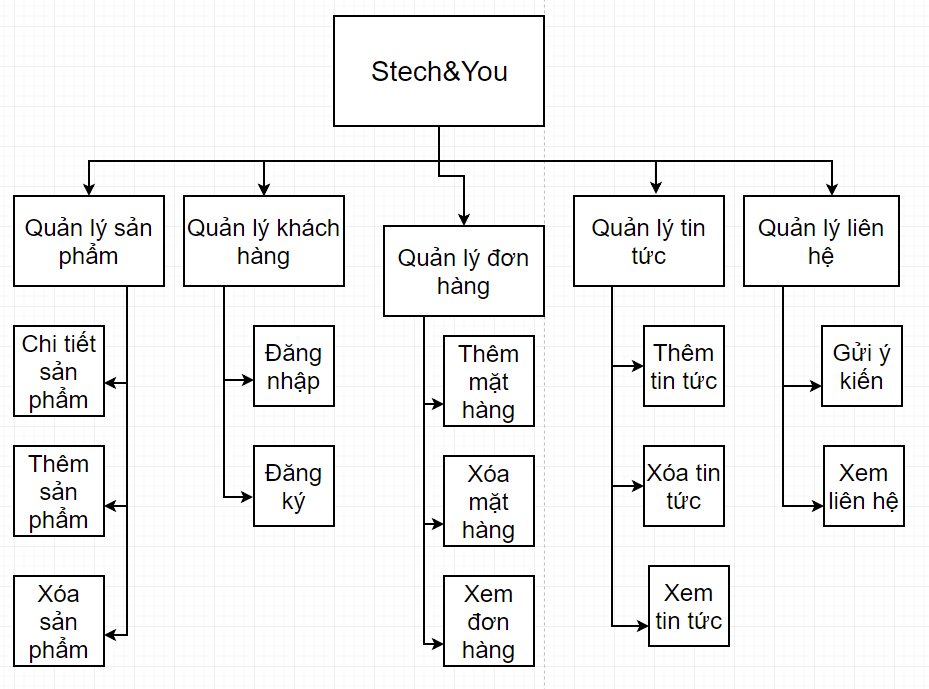 Stech&You
Quản lý sản
phẩm
Quản lý khách
hàng
Quản lý đơn
hàng
Quản lý tin
tức
Quản lý liên
hệ
Chi tiết
sản
phẩm
Thêm
sản
phẩm
Xóa
sản
phẩm
Đăng
nhập
Đăng
ký
Thêm
mặt
hàng
Xóa
mặt
hàng
Xem
đơn
hàng
Thêm
tin tức
Xóa tin
tức
Xem
tin tức
Gửi ý
kiến
Xem
liên hệ